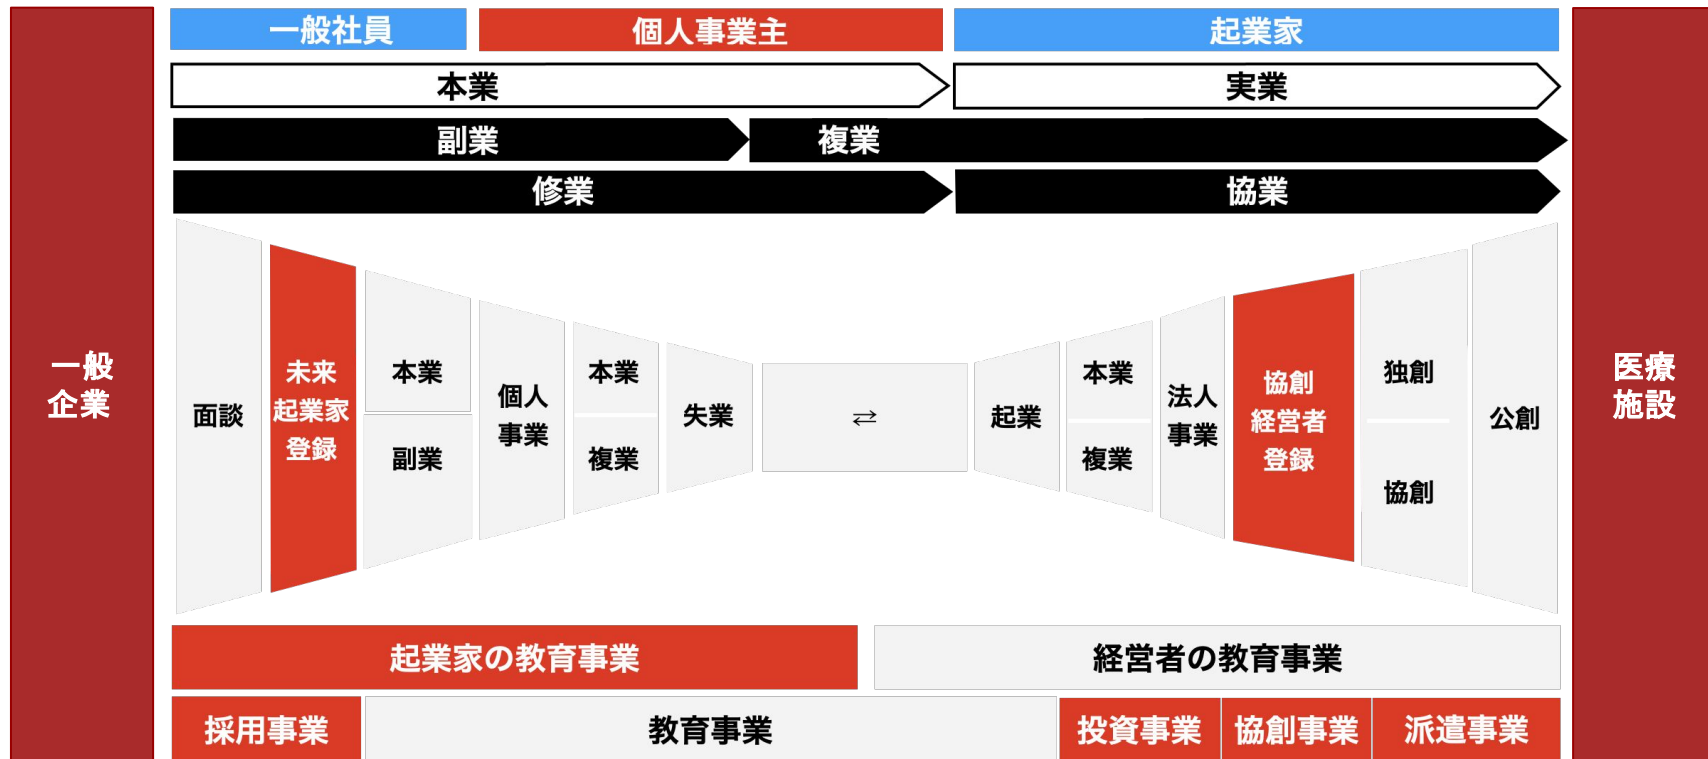 一般社員
個人事業主
起業家
本業
実業
副業
複業
修業
協業
一般
企業
面談
未来
起業家
登録
本業
副業
個人
事業
本業
複業
失業
⇄
起業
本業
複業
法人
事業
協創
経営者
登録
独創
協創
公創
医療
施設
起業家の教育事業
経営者の教育事業
採用事業
教育事業
投資事業
協創事業
派遣事業